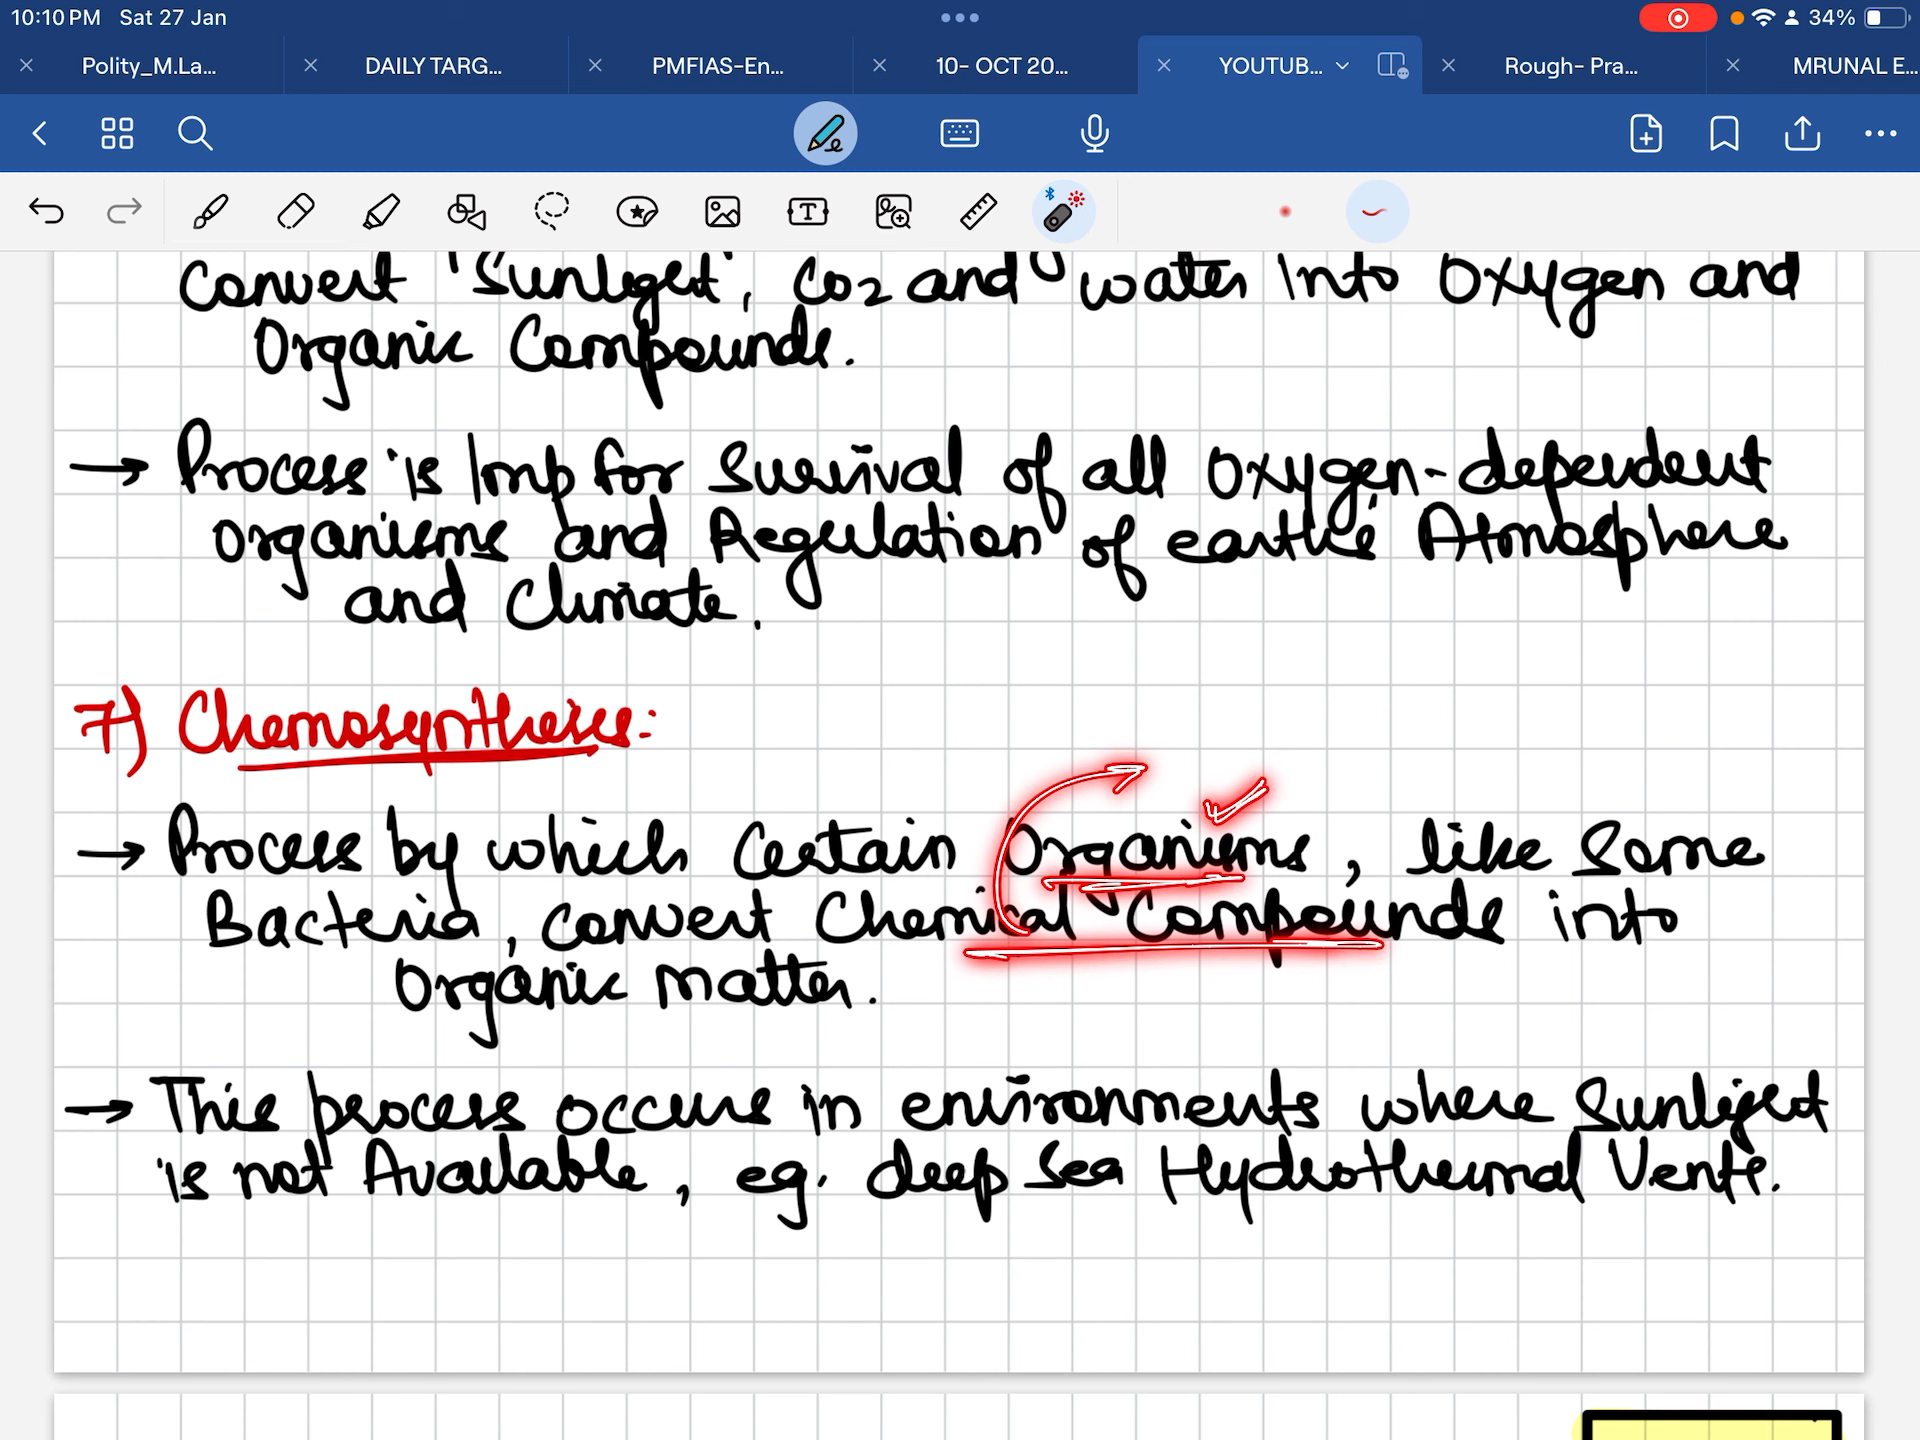 10:10 PM Sat 27 Jan 34%
Polity_M.La... DAILY TARG... PMFIAS-En... 10- OCT 20... YOUTUB... Rough- Pra... MRUNAL E...
Convert 'Sunlight', CO2 and water Into Oxygen and
Organic Compounds.
→ Process is Imp for Survival of all Oxygen-dependent
Organisms and Regulation of earth's Atmosphere
and Climate.
7) Chemosynthesis:
→ Process by which Certain Organisms, like Some
Bacteria, convert Chemical Compounds into
Organic matter.
→ This process occurs in environments where Sunlight
is not Available, eg. deep Sea Hydrothermal Vents.